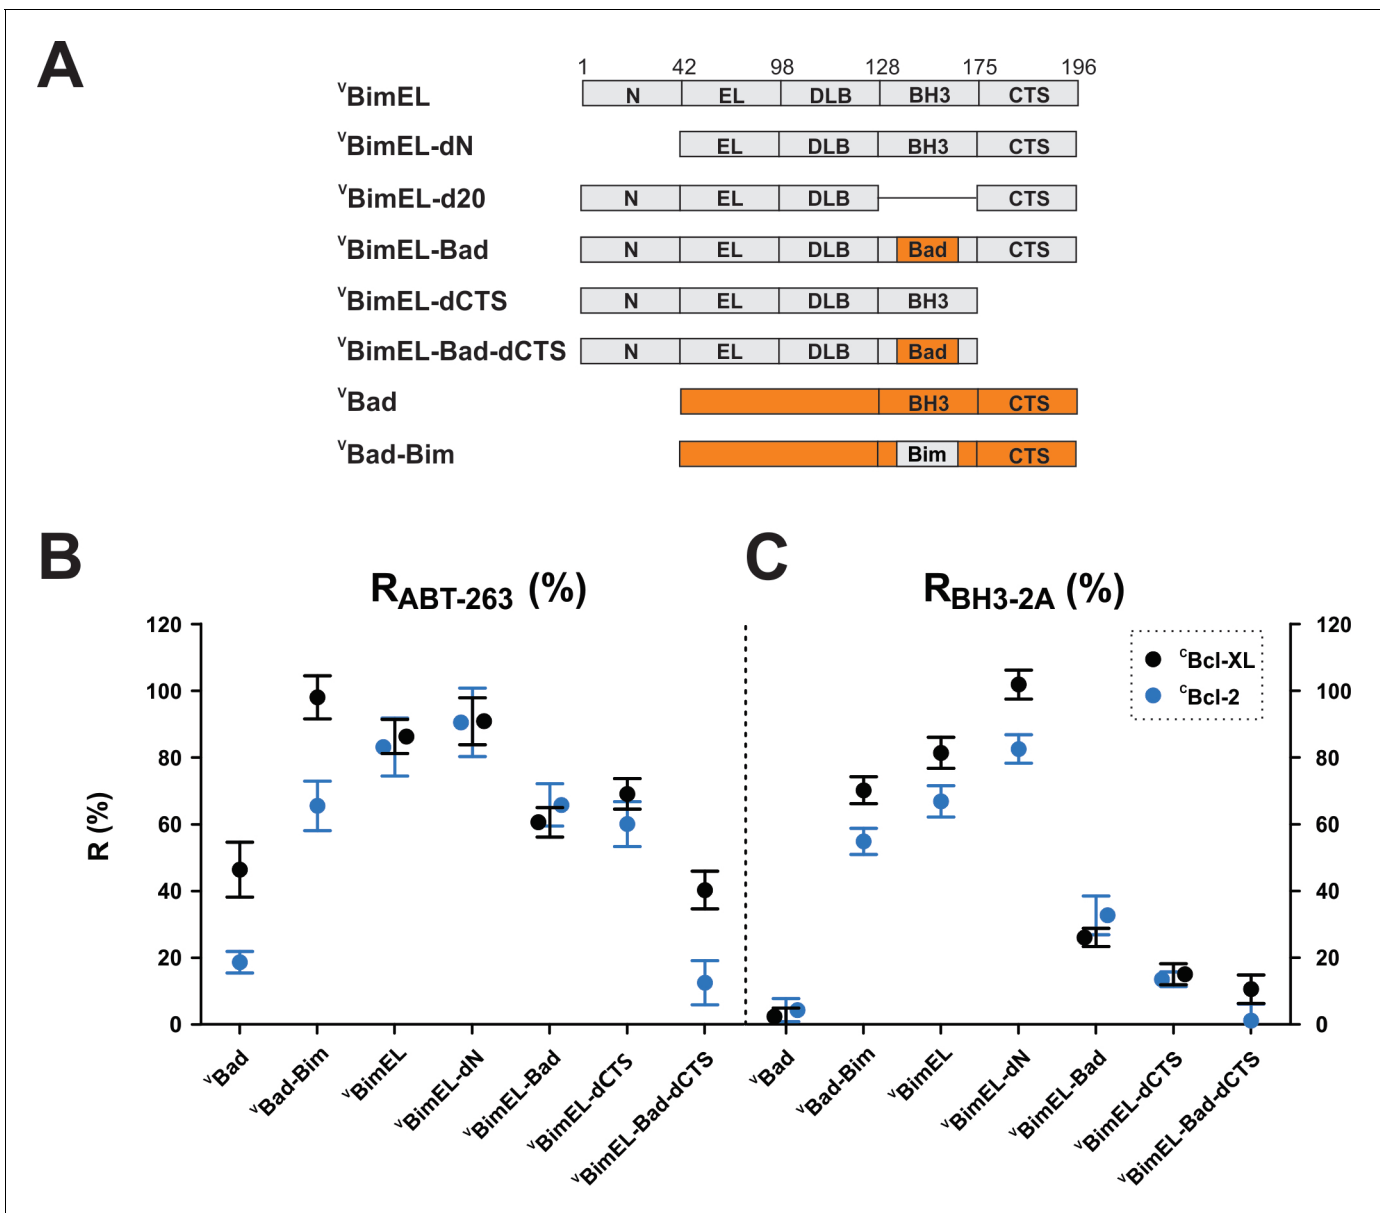 A
1 42 98 128 175 196
vBimEL N EL DLB BH3 CTS
vBimEL-dN EL DLB BH3 CTS
vBimEL-d20 N EL DLB CTS
vBimEL-Bad N EL DLB Bad CTS
vBimEL-dCTS N EL DLB BH3
vBimEL-Bad-dCTS N EL DLB Bad
vBad BH3 CTS
vBad-Bim Bim CTS
B
RABT-263 (%)
R (%)
120
100
80
60
40
20
0
vBad
vBad-Bim
vBimEL
vBimEL-dN
vBimEL-Bad
vBimEL-dCTS
vBimEL-Bad-dCTS
C
RBH3-2A (%)
cBcl-XL
cBcl-2
120
100
80
60
40
20
0
vBad
vBad-Bim
vBimEL
vBimEL-dN
vBimEL-Bad
vBimEL-dCTS
vBimEL-Bad-dCTS